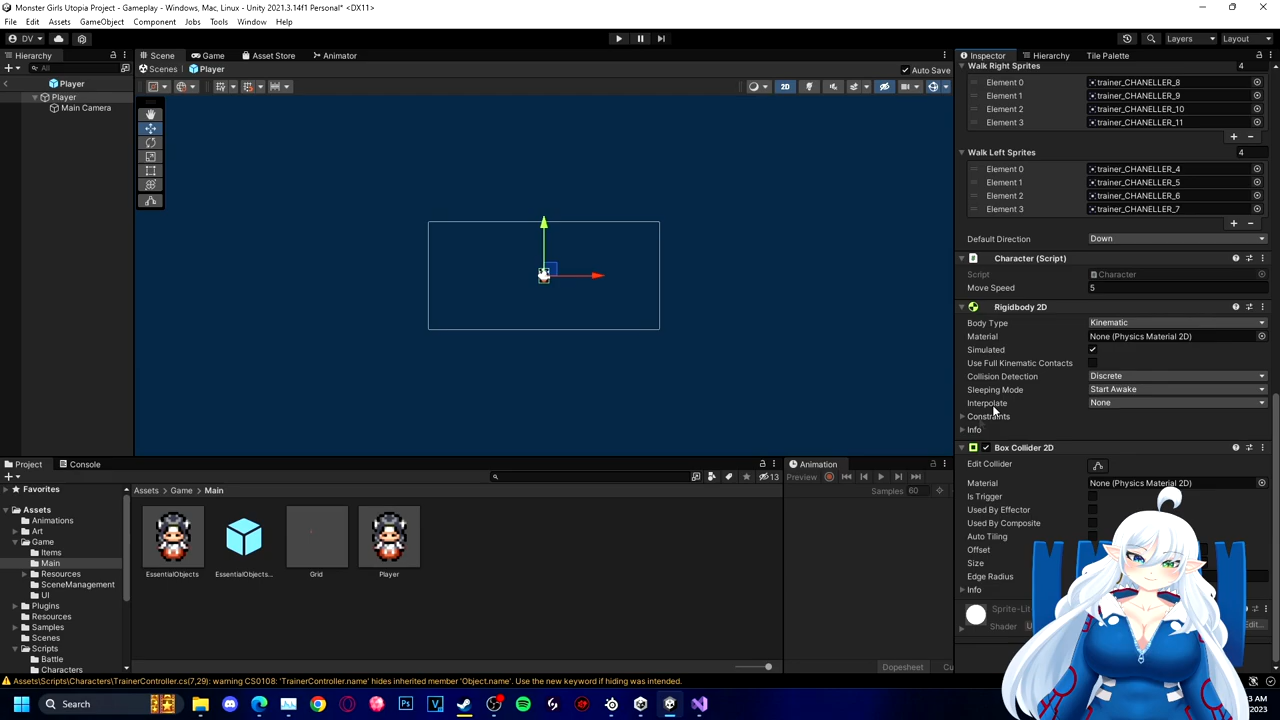 Monster Girls Utopia Project - Gameplay - Windows, Mac, Linux - Unity 2021.3.14f1 Personal* <DX11>
File Edit Assets GameObject Component Jobs Tools Window Help
DV Layers Layout
Hierarchy Scene Game Asset Store Animator Inspector Hierarchy Tile Palette
All Scenes Player Auto Save
Player
2D
Player
Main Camera
Walk Right Sprites 4
Element 0 trainer_CHANELLER_8
Element 1 trainer_CHANELLER_9
Element 2 trainer_CHANELLER_10
Element 3 trainer_CHANELLER_11
Walk Left Sprites 4
Element 0 trainer_CHANELLER_4
Element 1 trainer_CHANELLER_5
Element 2 trainer_CHANELLER_6
Element 3 trainer_CHANELLER_7
Default Direction Down
Character (Script)
Script Character
Move Speed 5
Rigidbody 2D
Body Type Kinematic
Material None (Physics Material 2D)
Simulated
Use Full Kinematic Contacts
Collision Detection Discrete
Sleeping Mode Start Awake
Interpolate None
Constraints
Info
Box Collider 2D
Edit Collider
Material None (Physics Material 2D)
Is Trigger
Used By Effector
Used By Composite
Auto Tiling
Offset
Size
Edge Radius
Info
Shader
Edit...
Project Console
13
Favorites
Assets
Animations
Art
Game
Items
Main
Resources
SceneManagement
UI
Plugins
Resources
Samples
Scenes
Scripts
Battle
Characters
Assets > Game > Main
EssentialObjects EssentialObjects... Grid Player
Animation
Preview
Samples 60
Dopesheet
Assets\Scripts\Characters\TrainerController.cs(7,29): warning CS0108: 'TrainerController.name' hides inherited member 'Object.name'. Use the new keyword if hiding was intended.
Search